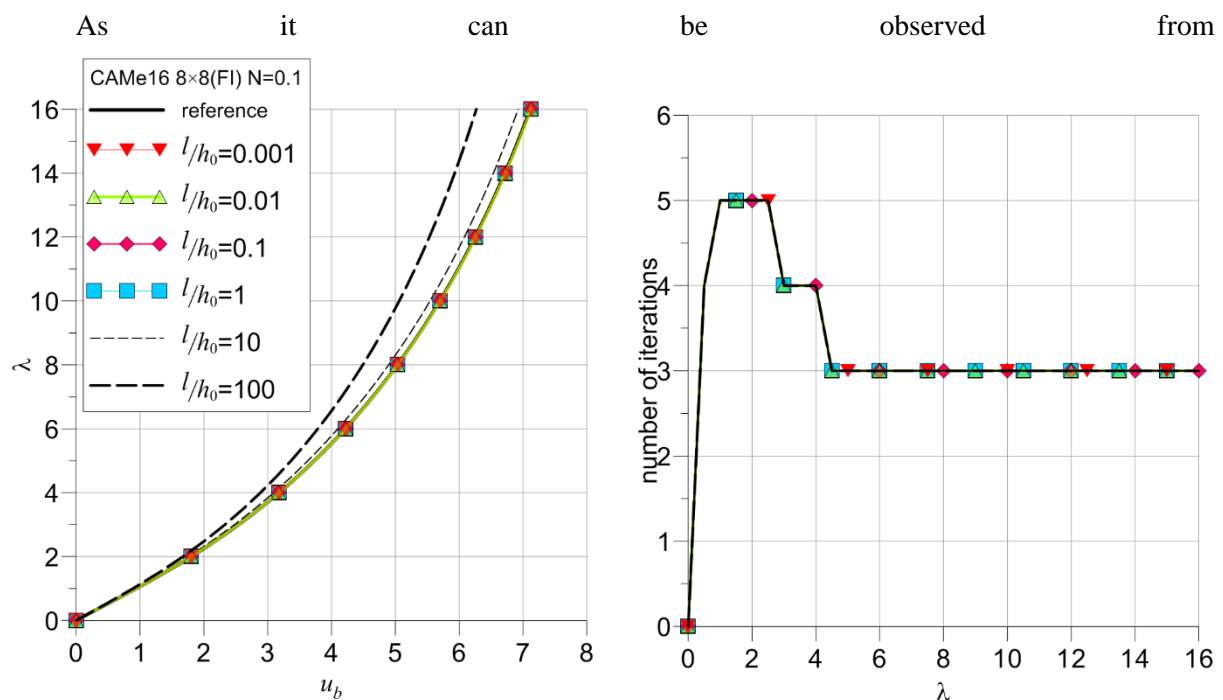 As it can be observed from
CAMe16 8×8(FI) N=0.1
reference
l/h₀=0.001
l/h₀=0.01
l/h₀=0.1
l/h₀=1
l/h₀=10
l/h₀=100
16
14
12
10
8
6
4
2
0
λ
0 1 2 3 4 5 6 7 8
u_b
6
5
4
3
2
1
0
number of iterations
0 2 4 6 8 10 12 14 16
λ